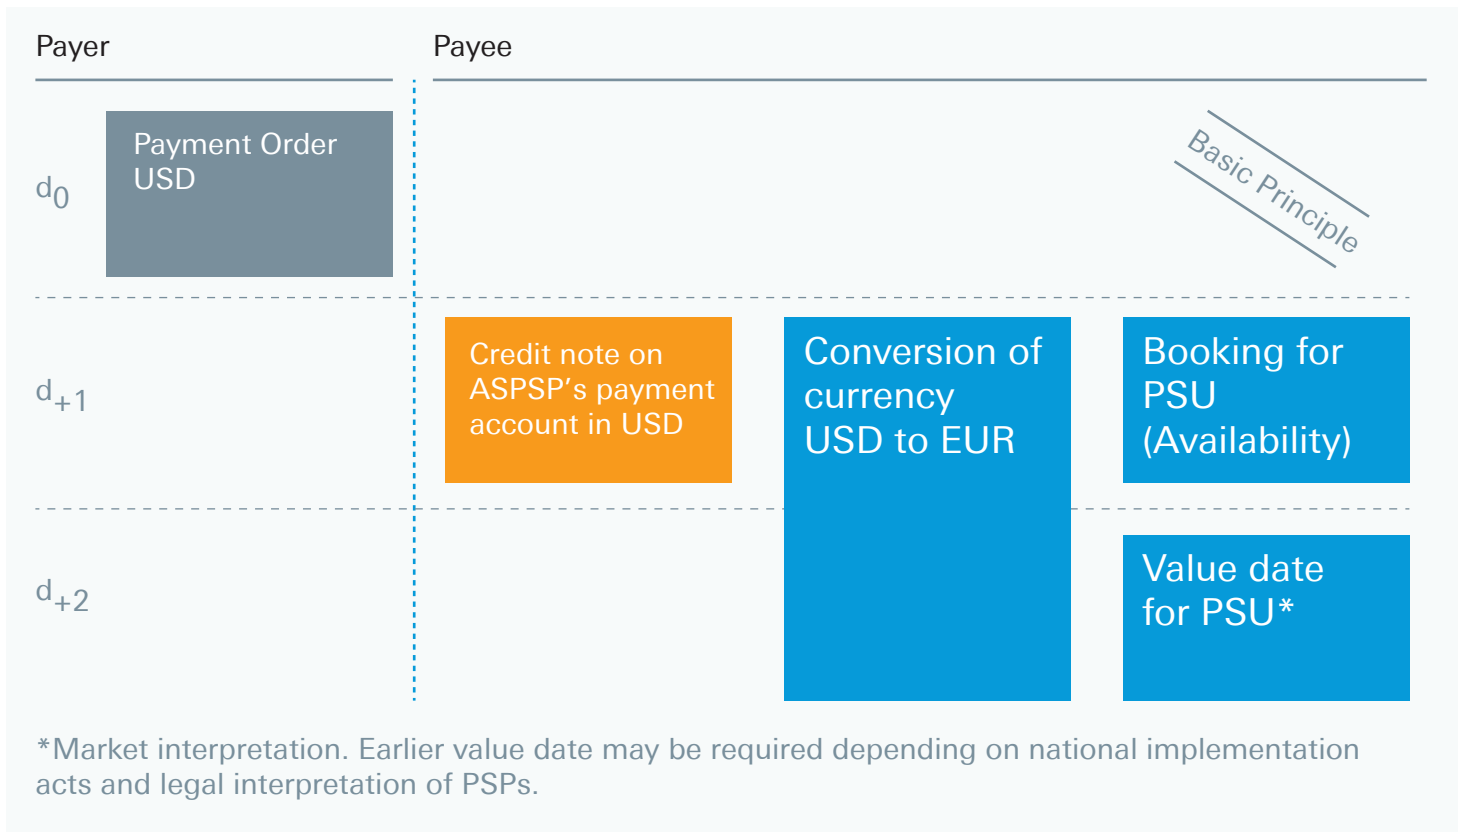 Payer
Payee
Payment Order
USD
d0
Basic Principle
d+1
Credit note on
ASPSP's payment
account in USD
Conversion of
currency
USD to EUR
Booking for
PSU
(Availability)
d+2
Value date
for PSU*
*Market interpretation. Earlier value date may be required depending on national implementation
acts and legal interpretation of PSPs.